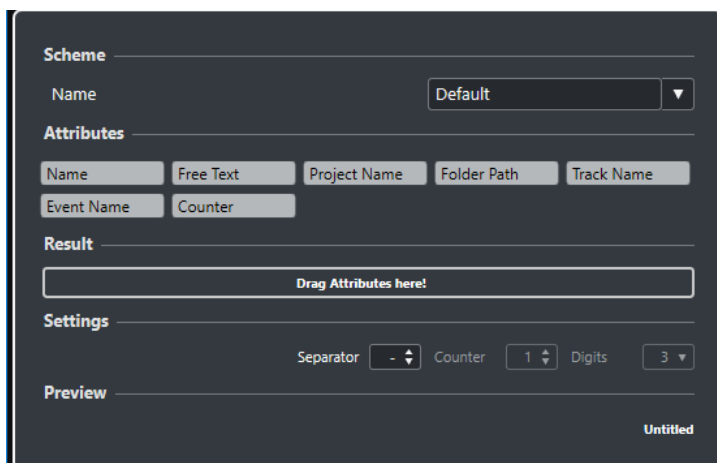 Scheme
Name Default
Attributes
Name Free Text Project Name Folder Path Track Name
Event Name Counter
Result
Drag Attributes here!
Settings
Separator - Counter 1 Digits 3
Preview
Untitled